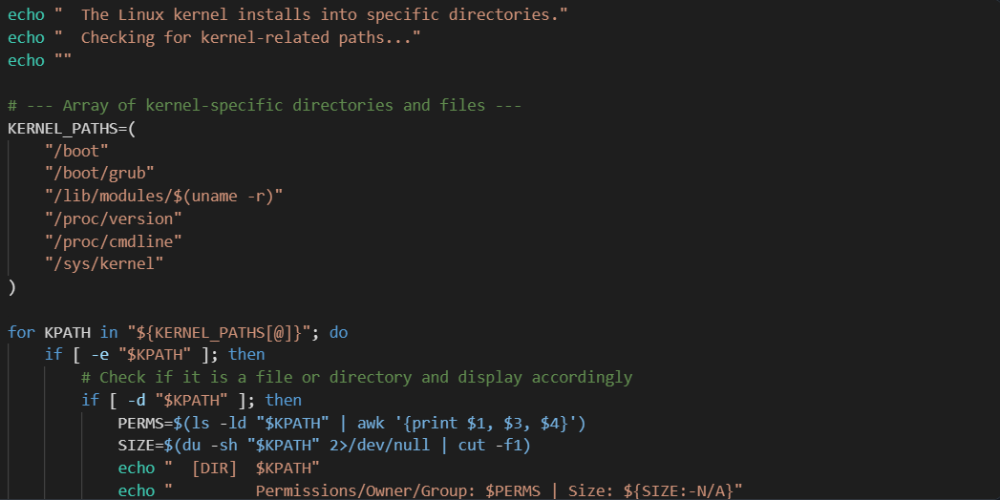 echo "  The Linux kernel installs into specific directories."
echo "  Checking for kernel-related paths..."
echo ""

# --- Array of kernel-specific directories and files ---
KERNEL_PATHS=(
    "/boot"
    "/boot/grub"
    "/lib/modules/$(uname -r)"
    "/proc/version"
    "/proc/cmdline"
    "/sys/kernel"
)

for KPATH in "${KERNEL_PATHS[@]}"; do
    if [ -e "$KPATH" ]; then
        # Check if it is a file or directory and display accordingly
        if [ -d "$KPATH" ]; then
            PERMS=$(ls -ld "$KPATH" | awk '{print $1, $3, $4}')
            SIZE=$(du -sh "$KPATH" 2>/dev/null | cut -f1)
            echo "  [DIR]  $KPATH"
            echo "         Permissions/Owner/Group: $PERMS | Size: ${SIZE:-N/A}"